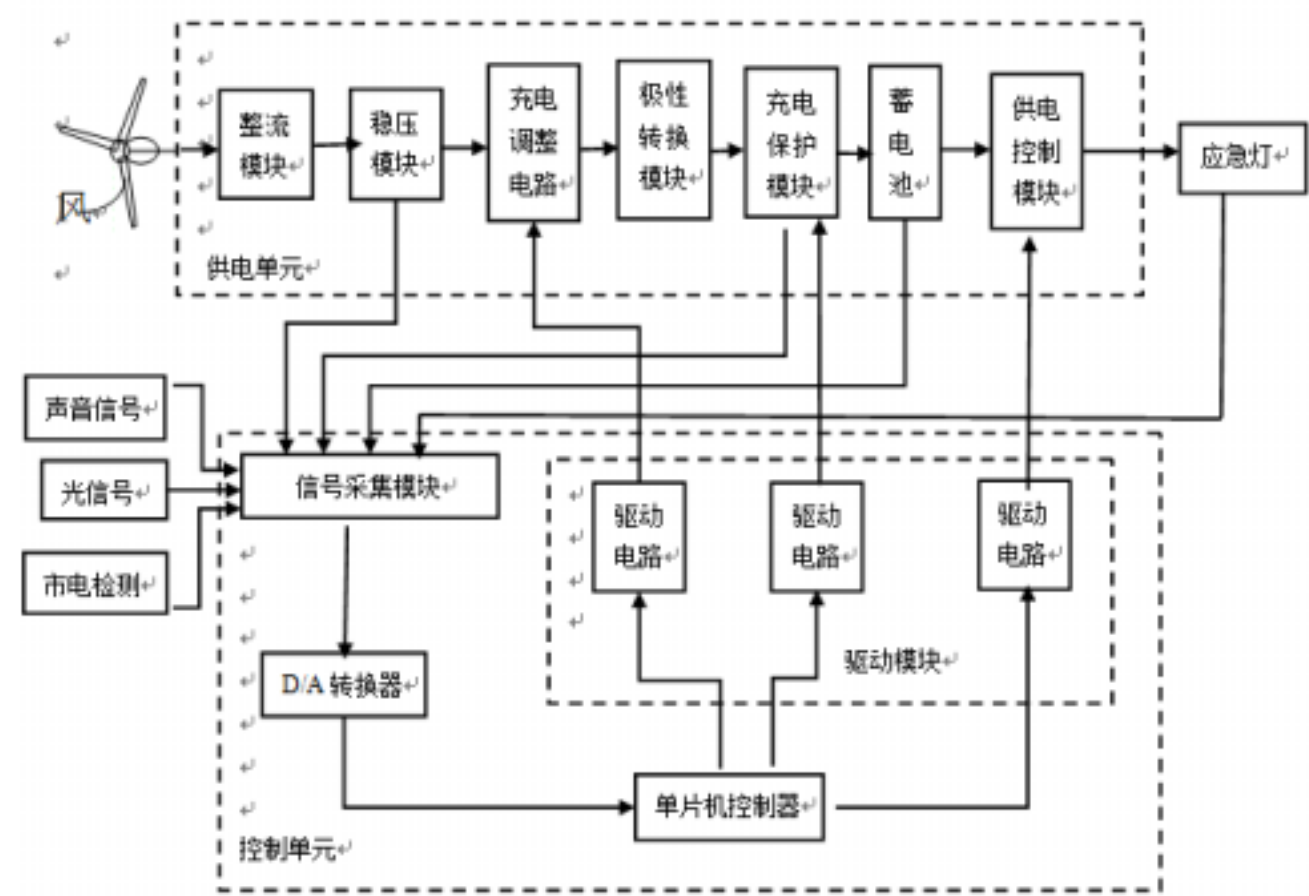 整流
模块
稳压
模块
充电
调整
电路
极性
转换
模块
充电
保护
模块
蓄
电
池
供电
控制
模块
应急灯
风
供电单元
声音信号
光信号
市电检测
信号采集模块
驱动
电路
驱动
电路
驱动
电路
驱动模块
D/A 转换器
单片机控制器
控制单元